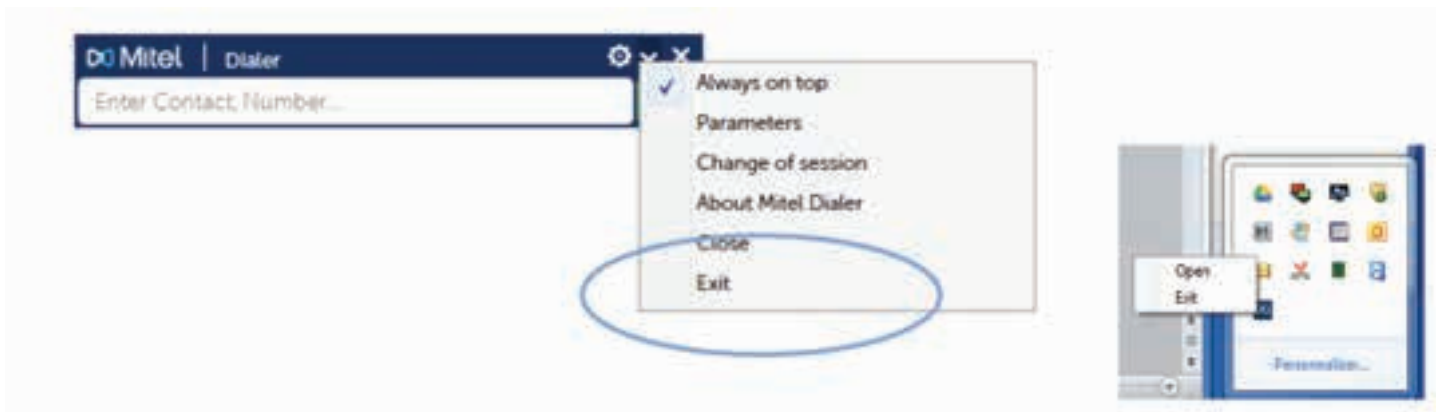 Mitel | Dialer
Enter Contact, Number...
Always on top
Parameters
Change of session
About Mitel Dialer
Close
Exit
Open
Exit